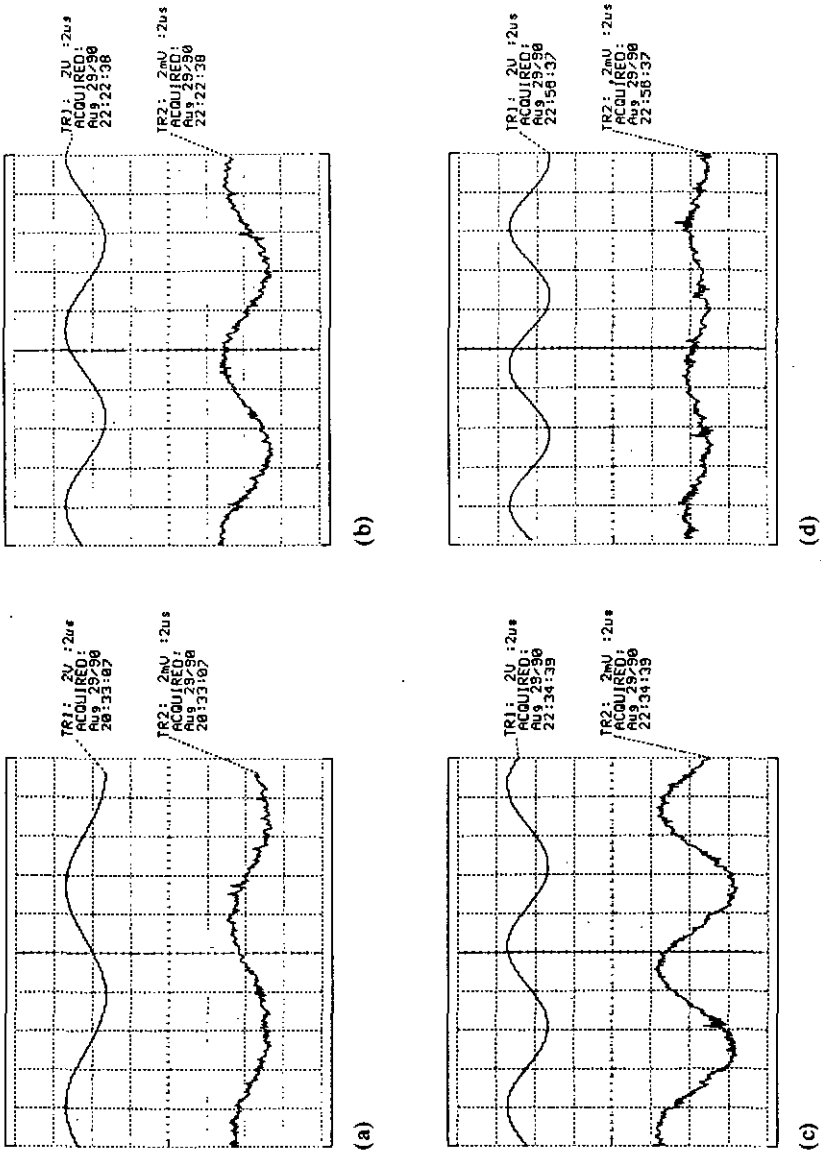 TR1: 2V :2us
ACQUIRED:
Aug 29/90
20:33:07
TR2: 2mV :2us
ACQUIRED:
Aug 29/90
20:33:07
(a)
TR1: 2V :2us
ACQUIRED:
Aug 29/90
22:22:38
TR2: 2mV :2us
ACQUIRED:
Aug 29/90
22:22:38
(b)
TR1: 2V :2us
ACQUIRED:
Aug 29/90
22:34:39
TR2: 2mV :2us
ACQUIRED:
Aug 29/90
22:34:39
(c)
TR1: 2V :2us
ACQUIRED:
Aug 29/90
22:58:37
TR2: .2mV :2us
ACQUIRED:
Aug 29/90
22:58:37
(d)